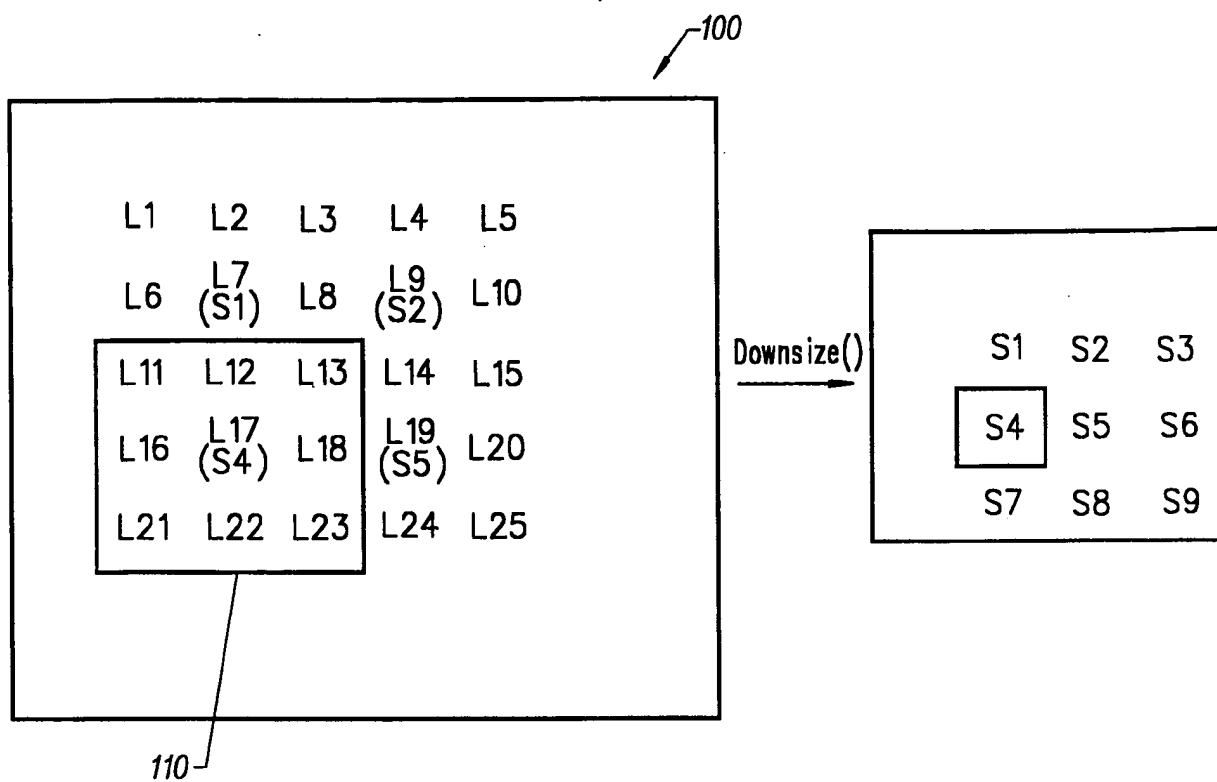 100
L1 L2 L3 L4 L5
L6 L7 (S1) L8 L9 (S2) L10
L11 L12 L13 L14 L15
L16 L17 (S4) L18 L19 (S5) L20
L21 L22 L23 L24 L25
110
Downsize()
S1 S2 S3
S4 S5 S6
S7 S8 S9